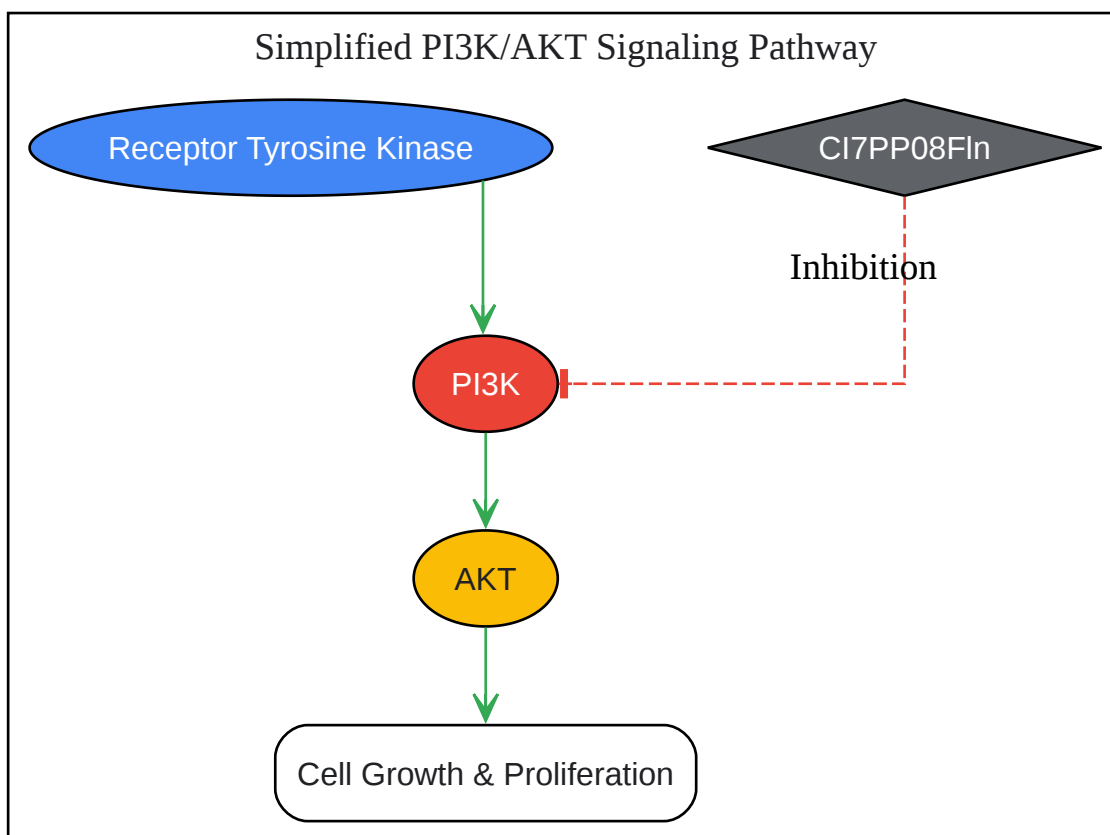 Simplified PI3K/AKT Signaling Pathway
Receptor Tyrosine Kinase
CI7PP08Fln
Inhibition
PI3K
AKT
Cell Growth & Proliferation